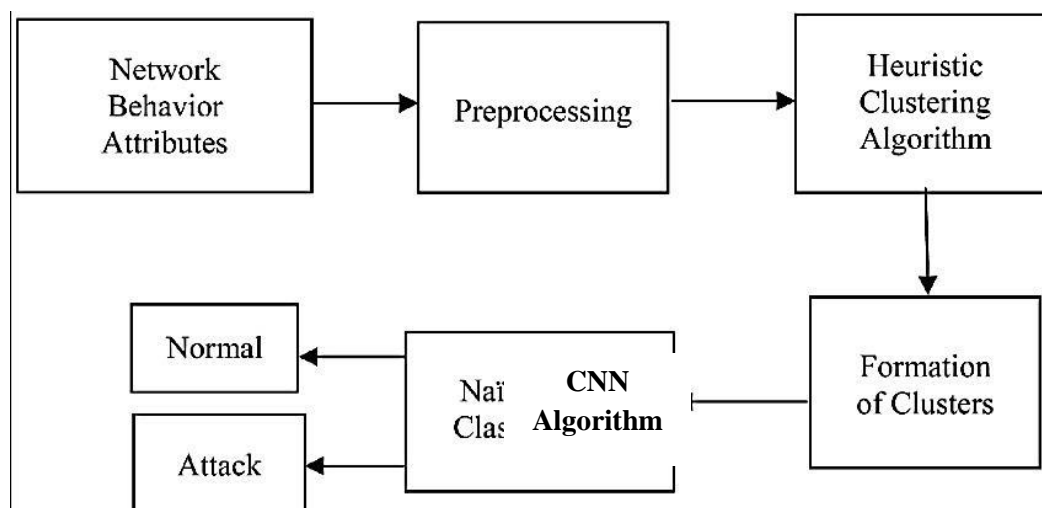 Network
Behavior
Attributes
Preprocessing
Heuristic
Clustering
Algorithm
Normal
Attack
CNN
Algorithm
Formation
of Clusters